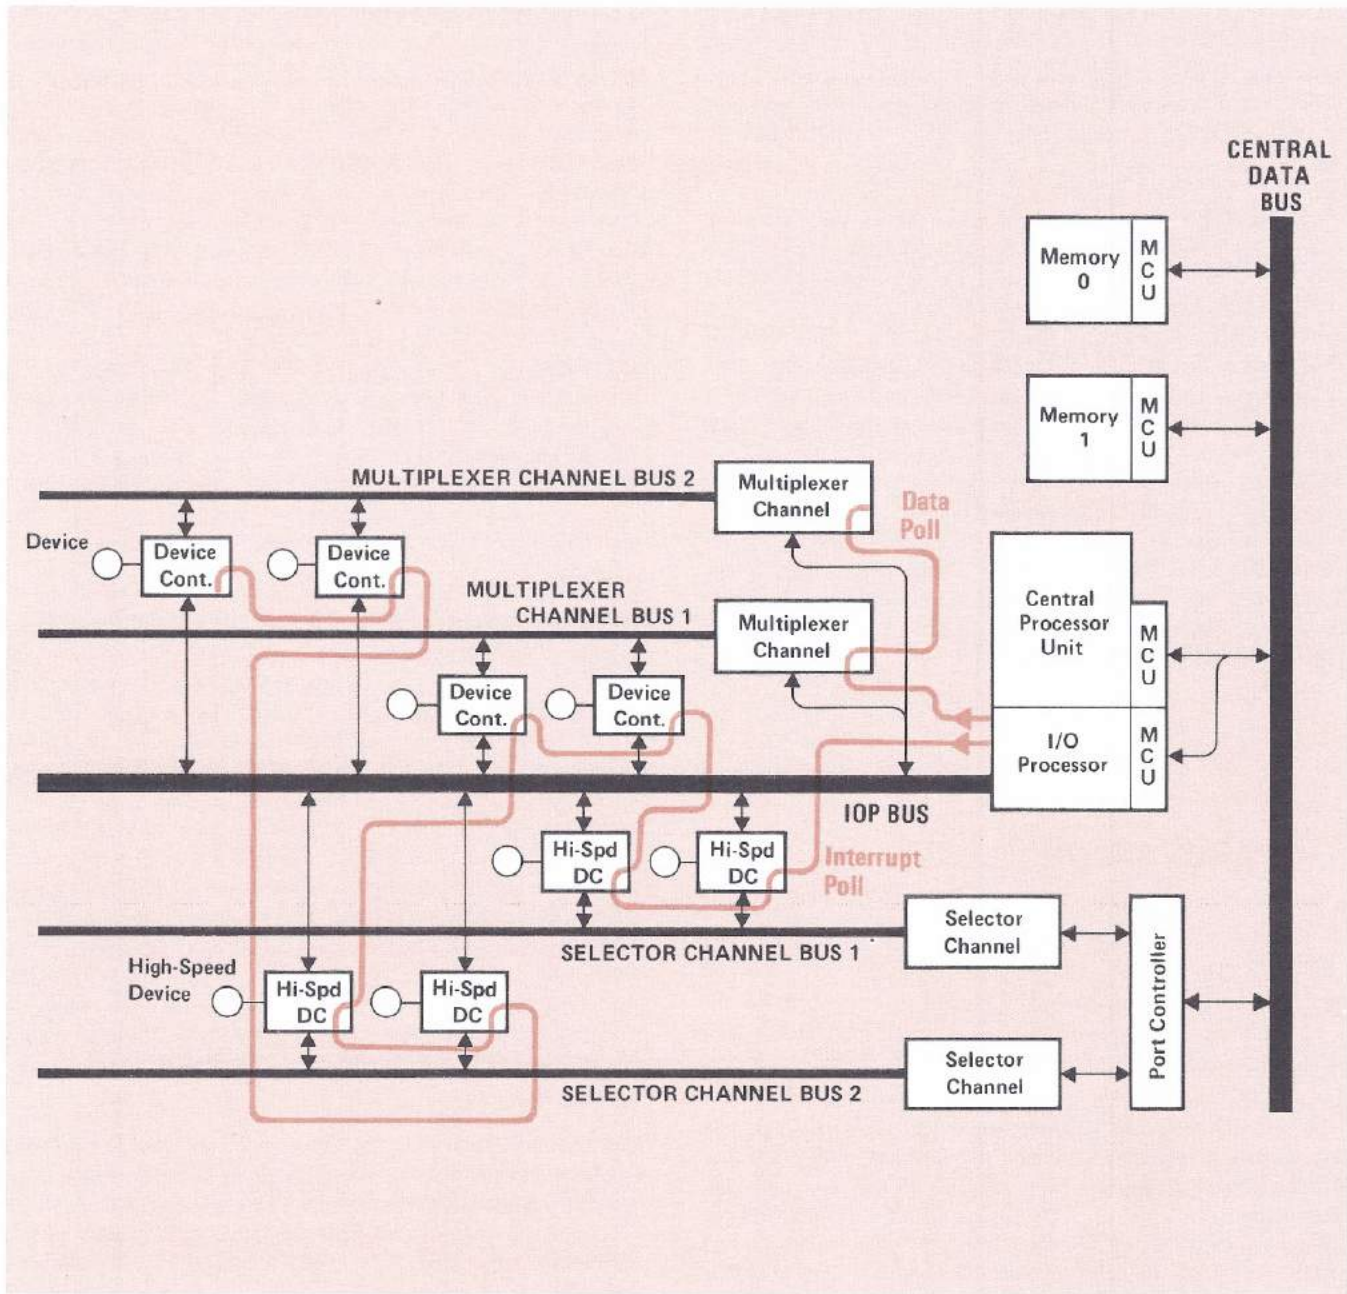 CENTRAL
DATA
BUS
Memory
0
M
C
U
Memory
1
M
C
U
MULTIPLEXER CHANNEL BUS 2
Multiplexer
Channel
Data
Poll
Device
Device
Cont.
Device
Cont.
MULTIPLEXER
CHANNEL BUS 1
Multiplexer
Channel
Central
Processor
Unit
M
C
U
Device
Cont.
Device
Cont.
I/O
Processor
M
C
U
IOP BUS
Hi-Spd
DC
Hi-Spd
DC
Interrupt
Poll
SELECTOR CHANNEL BUS 1
Selector
Channel
Port Controller
High-Speed
Device
Hi-Spd
DC
Hi-Spd
DC
SELECTOR CHANNEL BUS 2
Selector
Channel